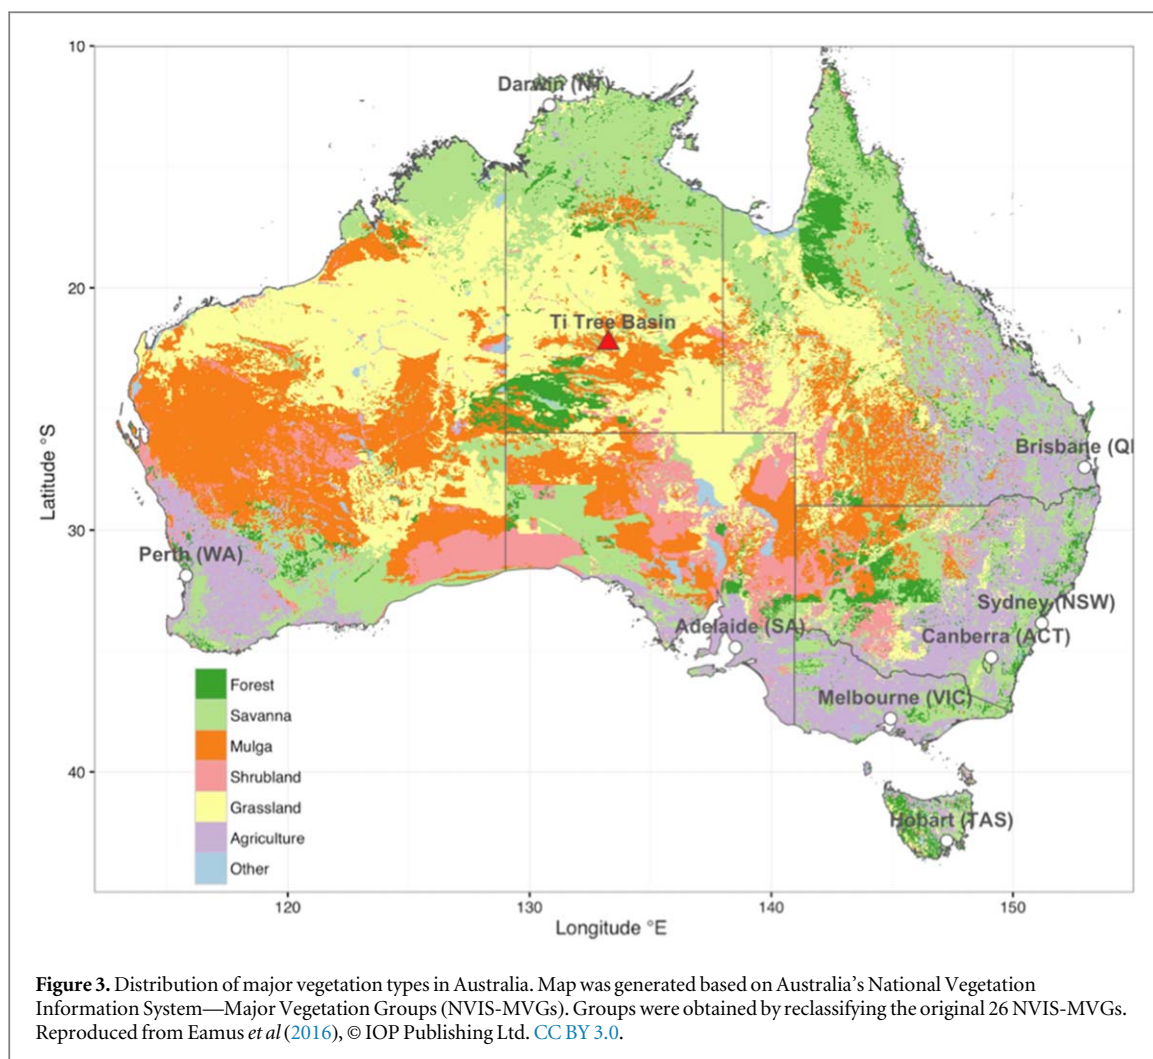 10
20
30
40
Latitude °S
Darwin (NT)
Ti Tree Basin
Brisbane (QL
Perth (WA)
Sydney (NSW)
Adelaide (SA)
Canberra (ACT)
Melbourne (VIC)
Hobart (TAS)
Forest
Savanna
Mulga
Shrubland
Grassland
Agriculture
Other
120
130
140
150
Longitude °E
Figure 3. Distribution of major vegetation types in Australia. Map was generated based on Australia's National Vegetation
Information System—Major Vegetation Groups (NVIS-MVGs). Groups were obtained by reclassifying the original 26 NVIS-MVGs.
Reproduced from Eamus et al (2016), © IOP Publishing Ltd. CC BY 3.0.